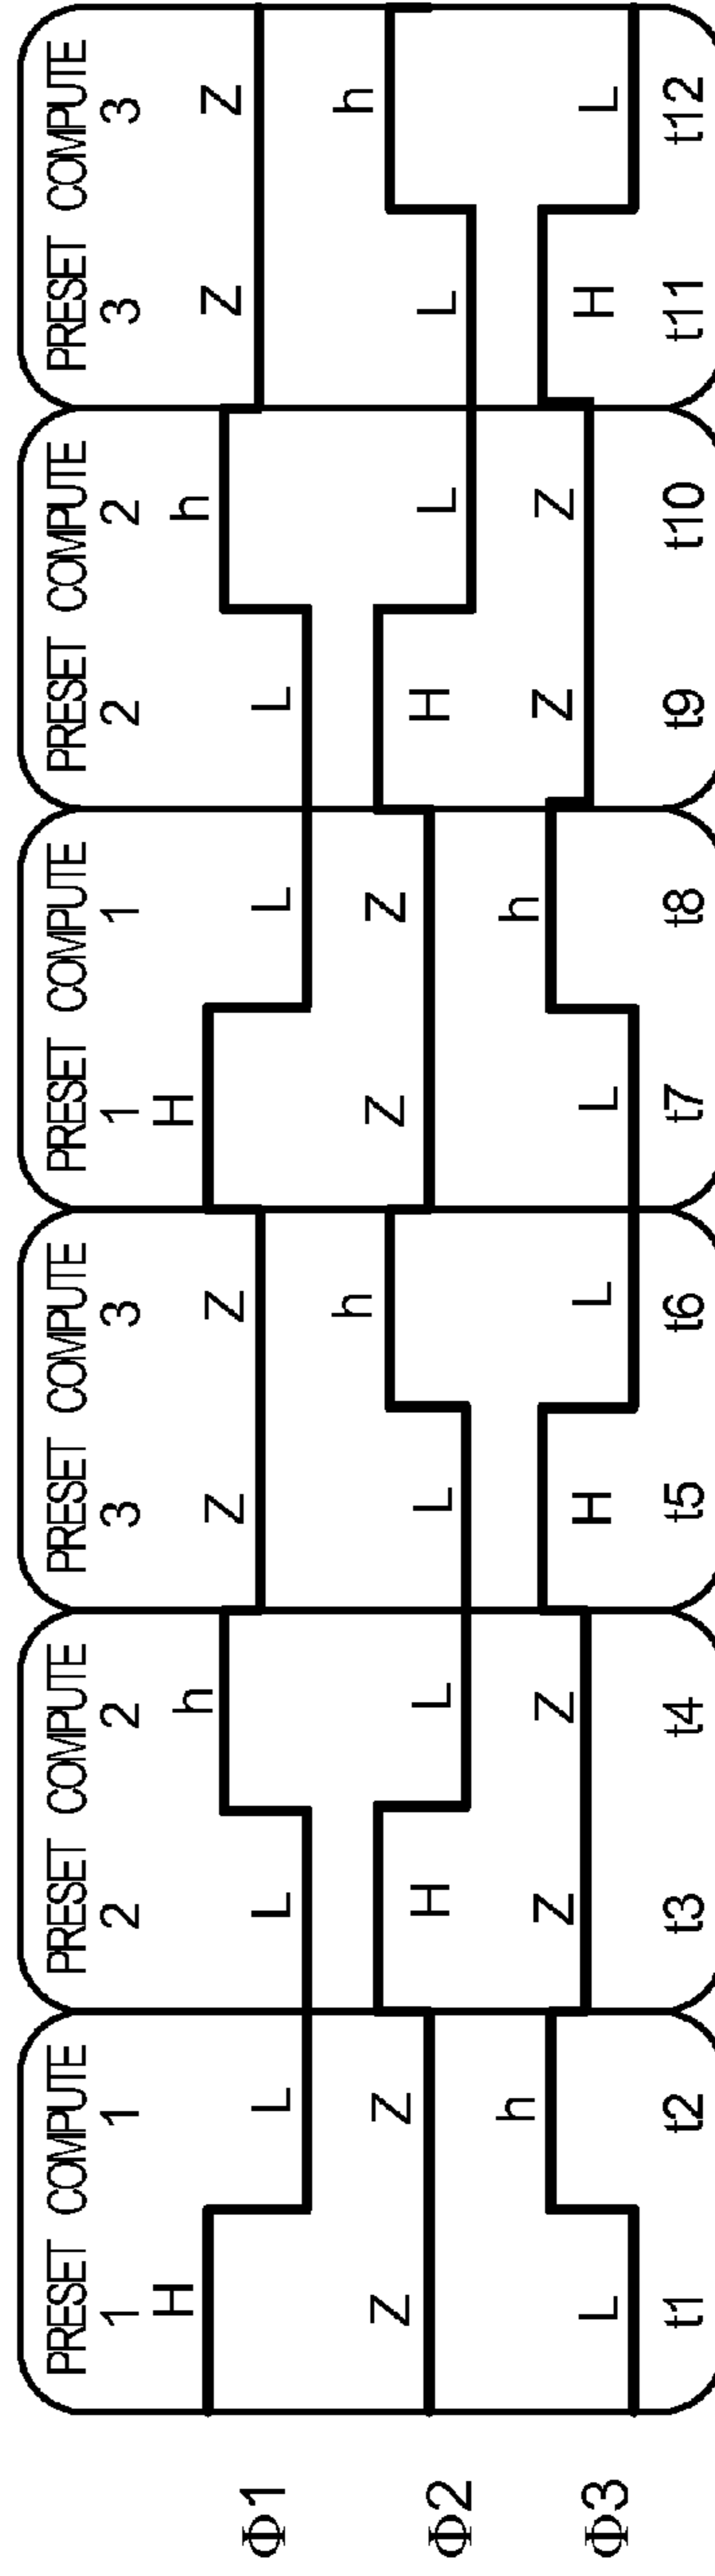 PRESET COMPUTE PRESET COMPUTE PRESET COMPUTE PRESET COMPUTE PRESET COMPUTE PRESET COMPUTE
1 1 2 2 3 3 1 1 2 2 3 3
Φ1 H L L h Z Z H L L h Z Z
Φ2 Z Z H L L h Z Z H L L h
Φ3 L h Z Z H L L h Z Z H L
t1 t2 t3 t4 t5 t6 t7 t8 t9 t10 t11 t12